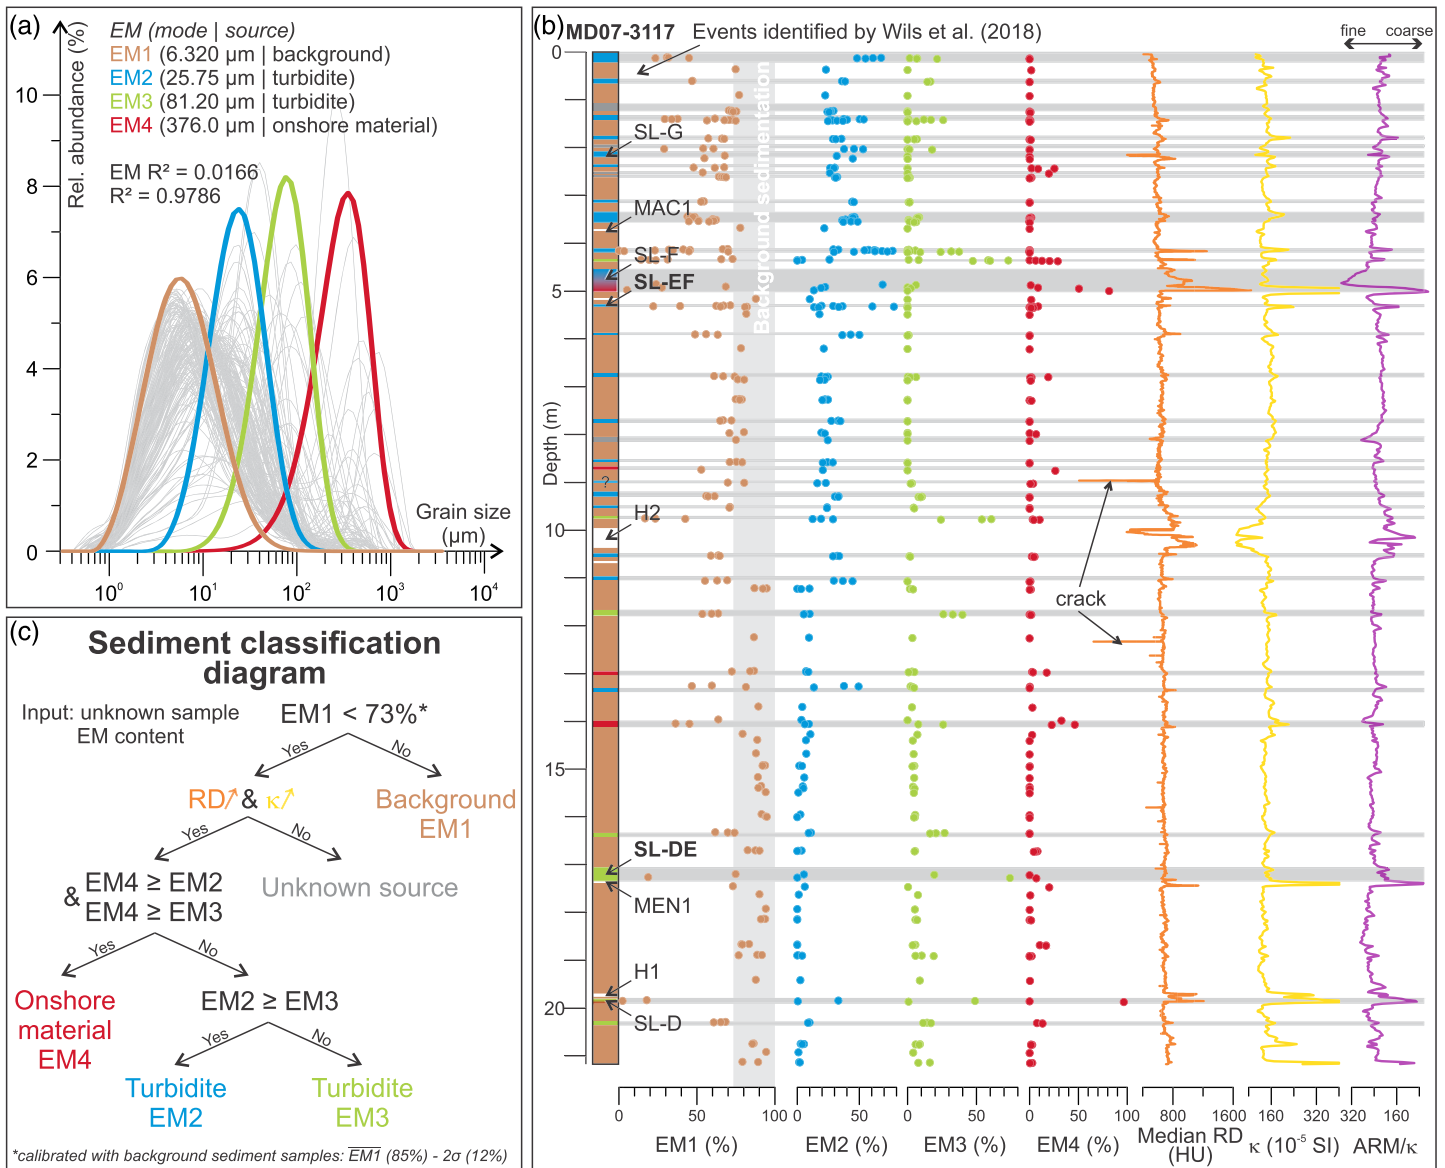 (a)
EM (mode | source)
EM1 (6.320 µm | background)
EM2 (25.75 µm | turbidite)
EM3 (81.20 µm | turbidite)
EM4 (376.0 µm | onshore material)
EM R² = 0.0166
R² = 0.9786
Rel. abundance (%)
10
8
6
4
2
0
Grain size
(µm)
10⁰ 10¹ 10² 10³ 10⁴
(c)
Sediment classification
diagram
Input: unknown sample
EM content
EM1 < 73%*
Yes No
RD↗ & κ↗
Background
EM1
Yes No
& EM4 ≥ EM2
EM4 ≥ EM3
Unknown source
Yes No
Onshore
material
EM4
EM2 ≥ EM3
Yes No
Turbidite
EM2
Turbidite
EM3
*calibrated with background sediment samples: E̅M̅1̅ (85%) - 2σ (12%)
(b)
MD07-3117 Events identified by Wils et al. (2018)
fine coarse
Background sedimentation
Depth (m)
0
5
10
15
20
SL-G
MAC1
SL-F
SL-EF
?
H2
crack
SL-DE
MEN1
H1
SL-D
0 50 100 0 50 0 50 0 50 100 800 1600 160 320 320 160
EM1 (%) EM2 (%) EM3 (%) EM4 (%) Median RD (HU) κ (10⁻⁵ SI) ARM/κ